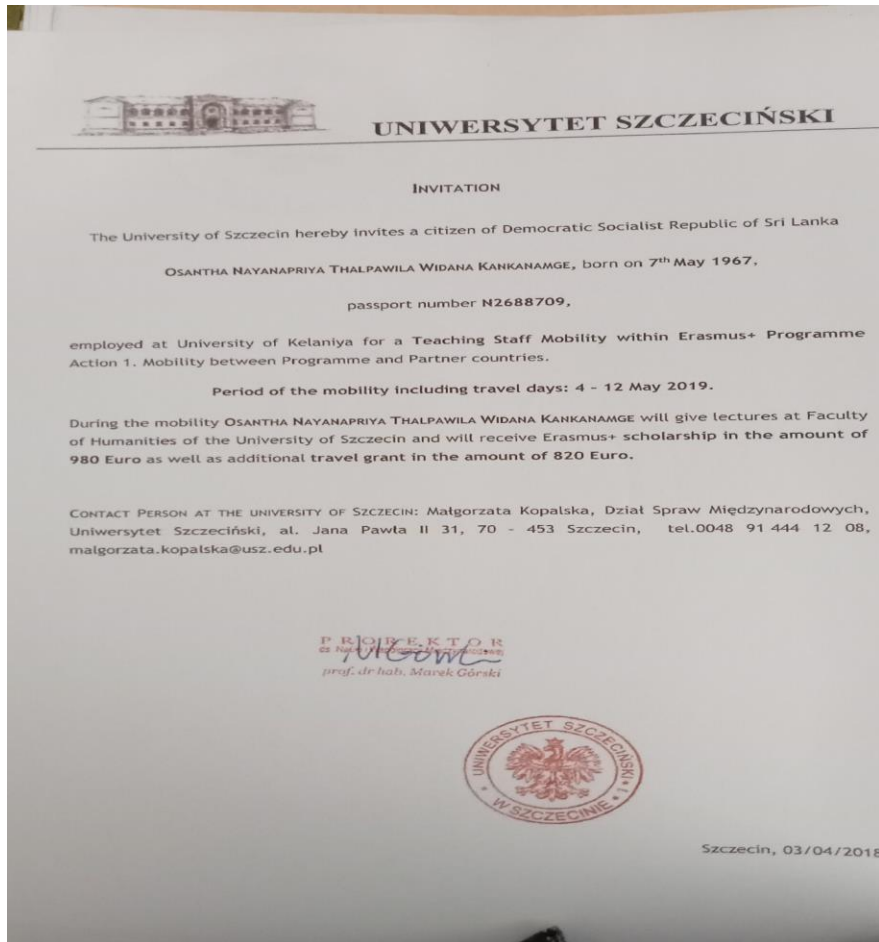 UNIWERSYTET SZCZECIŃSKI
INVITATION
The University of Szczecin hereby invites a citizen of Democratic Socialist Republic of Sri Lanka
OSANTHA NAYANAPRIYA THALPAWILA WIDANA KANKANAMGE, born on 7th May 1967,
passport number N2688709,
employed at University of Kelaniya for a Teaching Staff Mobility within Erasmus+ Programme
Action 1. Mobility between Programme and Partner countries.
Period of the mobility including travel days: 4 - 12 May 2019.
During the mobility OSANTHA NAYANAPRIYA THALPAWILA WIDANA KANKANAMGE will give lectures at Faculty
of Humanities of the University of Szczecin and will receive Erasmus+ scholarship in the amount of
980 Euro as well as additional travel grant in the amount of 820 Euro.
CONTACT PERSON AT THE UNIVERSITY OF SZCZECIN: Małgorzata Kopalska, Dział Spraw Międzynarodowych,
Uniwersytet Szczeciński, al. Jana Pawła II 31, 70 - 453 Szczecin, tel.0048 91 444 12 08,
malgorzata.kopalska@usz.edu.pl
PROREKTOR
prof. dr hab. Marek Górski
UNIWERSYTET SZCZECIŃSKI * 1 * W SZCZECINIE *
Szczecin, 03/04/2018